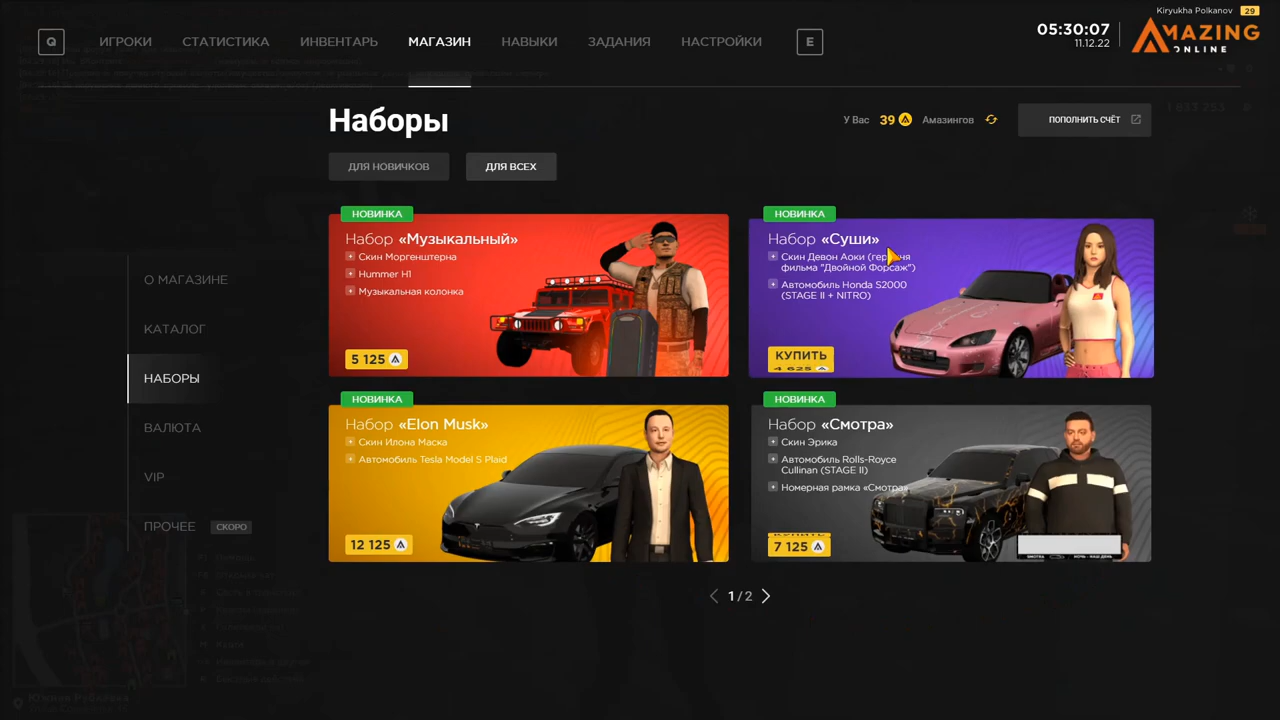 Kiryukha Polkanov 29
Q ИГРОКИ СТАТИСТИКА ИНВЕНТАРЬ МАГАЗИН НАВЫКИ ЗАДАНИЯ НАСТРОЙКИ E
05:30:07
11.12.22
AMAZING
ONLINE
1 633 253
Наборы
У Вас 39 Амазингов
ПОПОЛНИТЬ СЧЁТ
ДЛЯ НОВИЧКОВ ДЛЯ ВСЕХ
О МАГАЗИНЕ
КАТАЛОГ
НАБОРЫ
ВАЛЮТА
VIP
ПРОЧЕЕ СКОРО
НОВИНКА
Набор «Музыкальный»
Скин Моргенштерна
Hummer H1
Музыкальная колонка
5 125
НОВИНКА
Набор «Суши»
Скин Девон Аоки
фильма "Двойной Форсаж")
Автомобиль Honda S2000
(STAGE II + NITRO)
КУПИТЬ
4 625
НОВИНКА
Набор «Elon Musk»
Скин Илона Маска
Автомобиль Tesla Model S Plaid
12 125
НОВИНКА
Набор «Смотра»
Скин Эрика
Автомобиль Rolls-Royce
Cullinan (STAGE II)
Номерная рамка «Смотра»
7 125
1 / 2